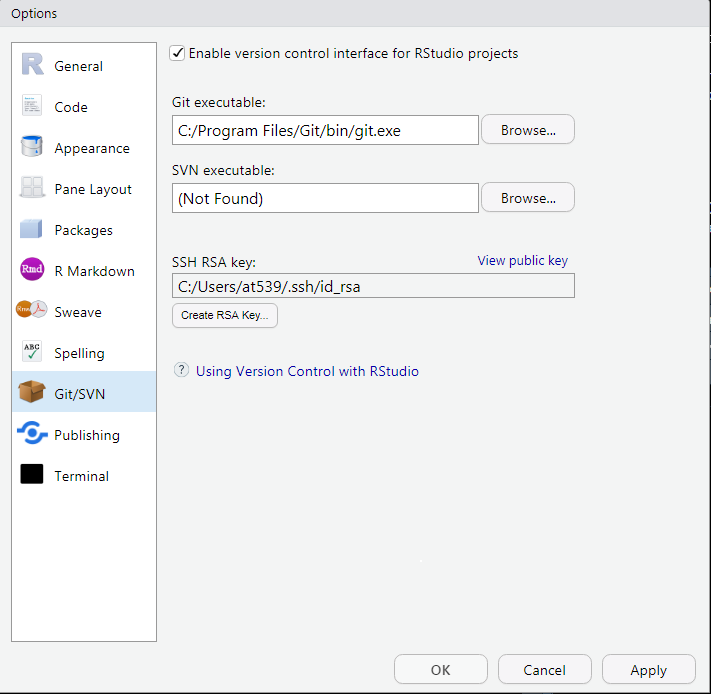 Options
General
Code
Appearance
Pane Layout
Packages
Rmd
R Markdown
Sweave
ABC
Spelling
Git/SVN
Publishing
Terminal
Enable version control interface for RStudio projects
Git executable:
C:/Program Files/Git/bin/git.exe
Browse...
SVN executable:
(Not Found)
Browse...
SSH RSA key:
View public key
C:/Users/at539/.ssh/id_rsa
Create RSA Key...
? Using Version Control with RStudio
OK
Cancel
Apply